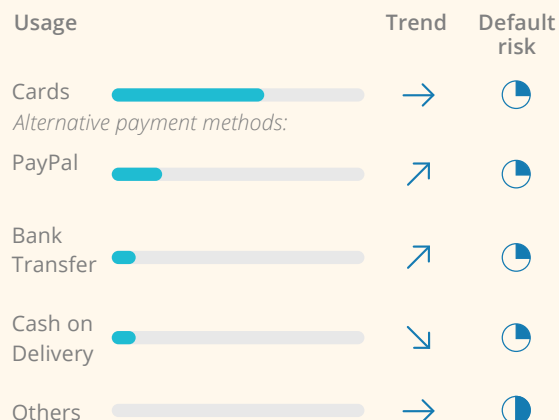 Usage Trend Default
risk
Cards
Alternative payment methods:
PayPal
Bank
Transfer
Cash on
Delivery
Others